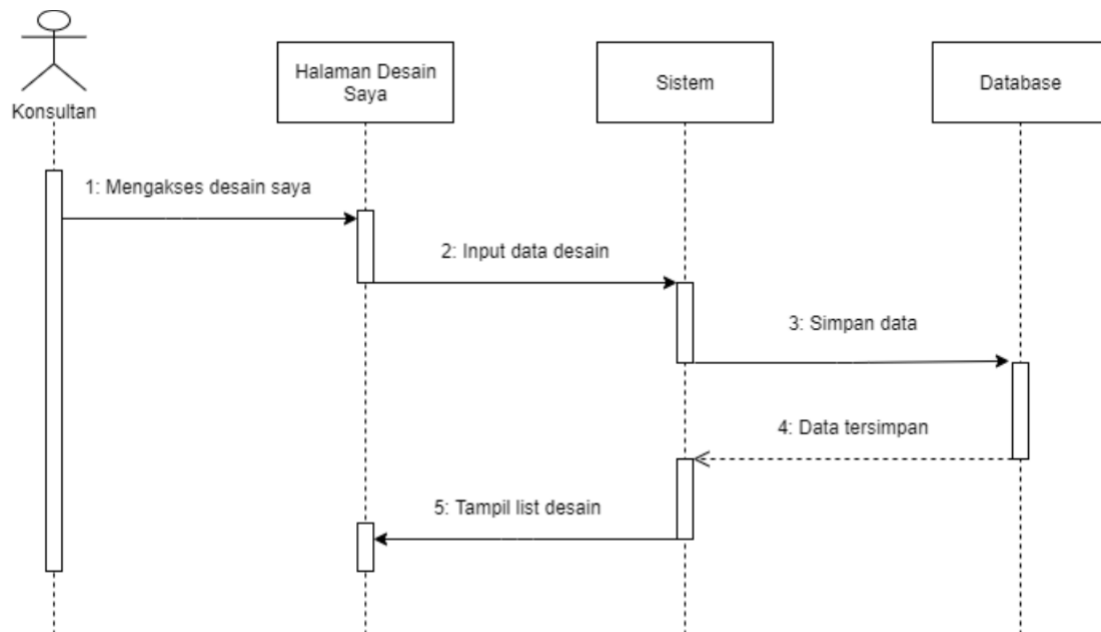 Konsultan
Halaman Desain
Saya
Sistem
Database
1: Mengakses desain saya
2: Input data desain
3: Simpan data
4: Data tersimpan
5: Tampil list desain